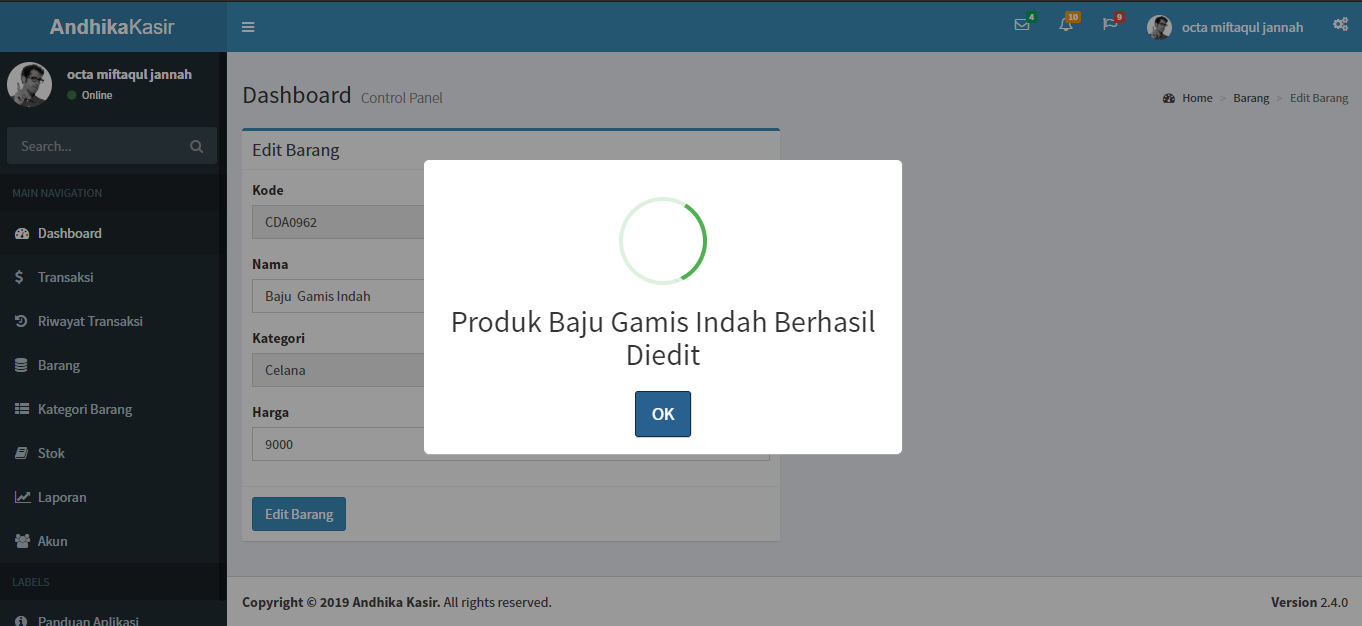 AndhikaKasir
4
10
9
octa miftaqul jannah
octa miftaqul jannah
Online
Search...
MAIN NAVIGATION
Dashboard
Transaksi
Riwayat Transaksi
Barang
Kategori Barang
Stok
Laporan
Akun
LABELS
Panduan Aplikasi
Dashboard Control Panel
Home > Barang > Edit Barang
Edit Barang
Kode
CDA0962
Nama
Baju Gamis Indah
Kategori
Celana
Harga
9000
Edit Barang
Produk Baju Gamis Indah Berhasil
Diedit
OK
Copyright © 2019 Andhika Kasir. All rights reserved.
Version 2.4.0